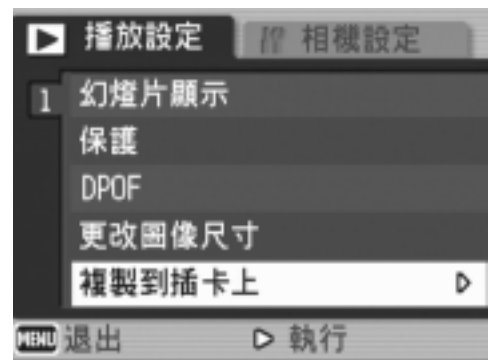 播放設定 相機設定
1 幻燈片顯示
保護
DPOF
更改圖像尺寸
複製到插卡上
MENU 退出 執行